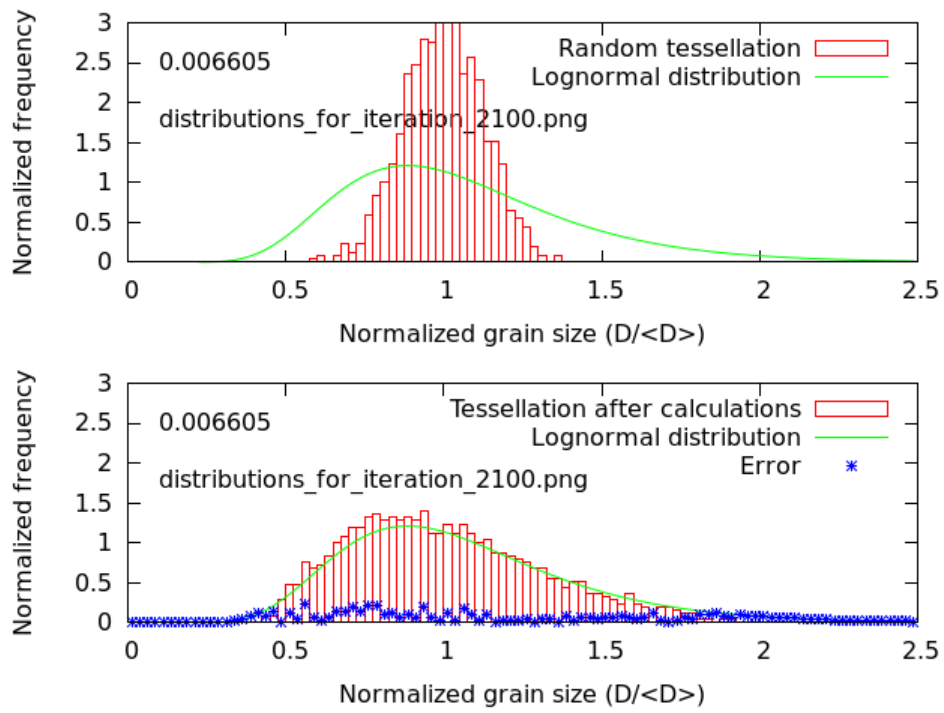 Normalized frequency
3
2.5
2
1.5
1
0.5
0
0.006605
distributions_for_iteration_2100.png
Random tessellation
Lognormal distribution
0 0.5 1 1.5 2 2.5
Normalized grain size (D/<D>)
Normalized frequency
3
2.5
2
1.5
1
0.5
0
0.006605
distributions_for_iteration_2100.png
Tessellation after calculations
Lognormal distribution
Error
0 0.5 1 1.5 2 2.5
Normalized grain size (D/<D>)